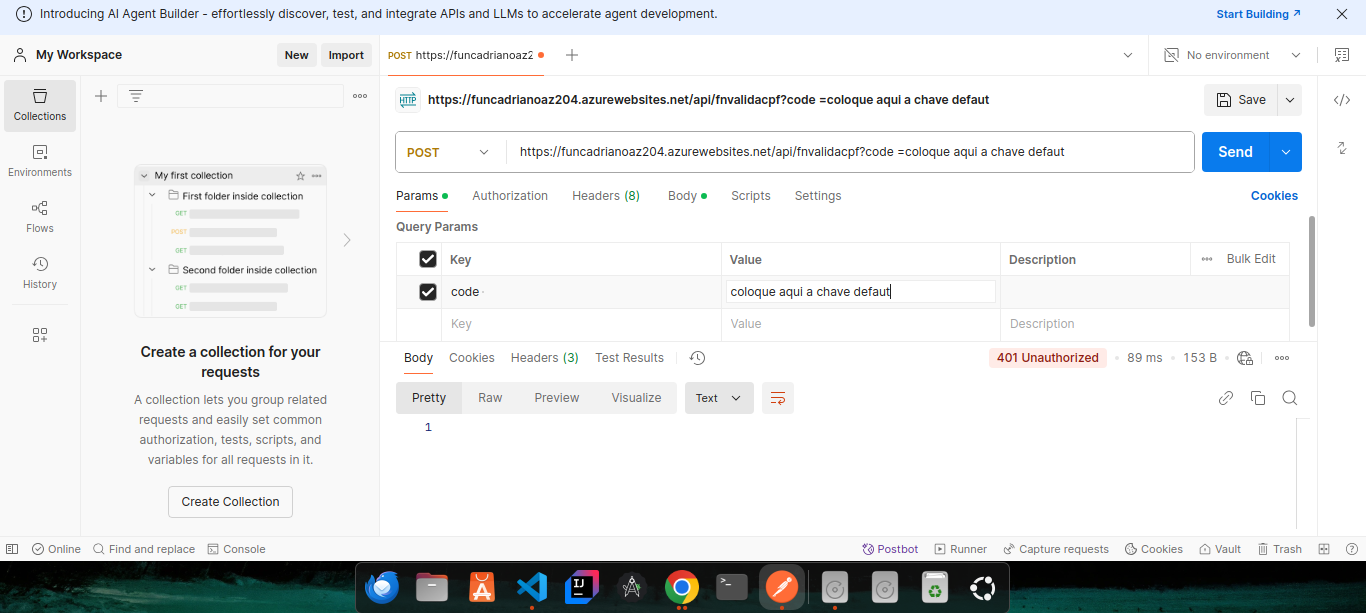 Introducing AI Agent Builder - effortlessly discover, test, and integrate APIs and LLMs to accelerate agent development.
Start Building
My Workspace
New
Import
POST https://funcadrianoaz2
No environment
Collections
Environments
Flows
History
My first collection
First folder inside collection
GET
POST
GET
Second folder inside collection
GET
GET
Create a collection for your
requests
A collection lets you group related
requests and easily set common
authorization, tests, scripts, and
variables for all requests in it.
Create Collection
HTTP
https://funcadrianoaz204.azurewebsites.net/api/fnvalidacpf?code =coloque aqui a chave defaut
Save
POST
https://funcadrianoaz204.azurewebsites.net/api/fnvalidacpf?code =coloque aqui a chave defaut
Send
Params
Authorization
Headers (8)
Body
Scripts
Settings
Cookies
Query Params
Key
Value
Description
Bulk Edit
code
coloque aqui a chave defaut
Key
Value
Description
Body
Cookies
Headers (3)
Test Results
401 Unauthorized
89 ms
153 B
Pretty
Raw
Preview
Visualize
Text
1
Online
Find and replace
Console
Postbot
Runner
Capture requests
Cookies
Vault
Trash